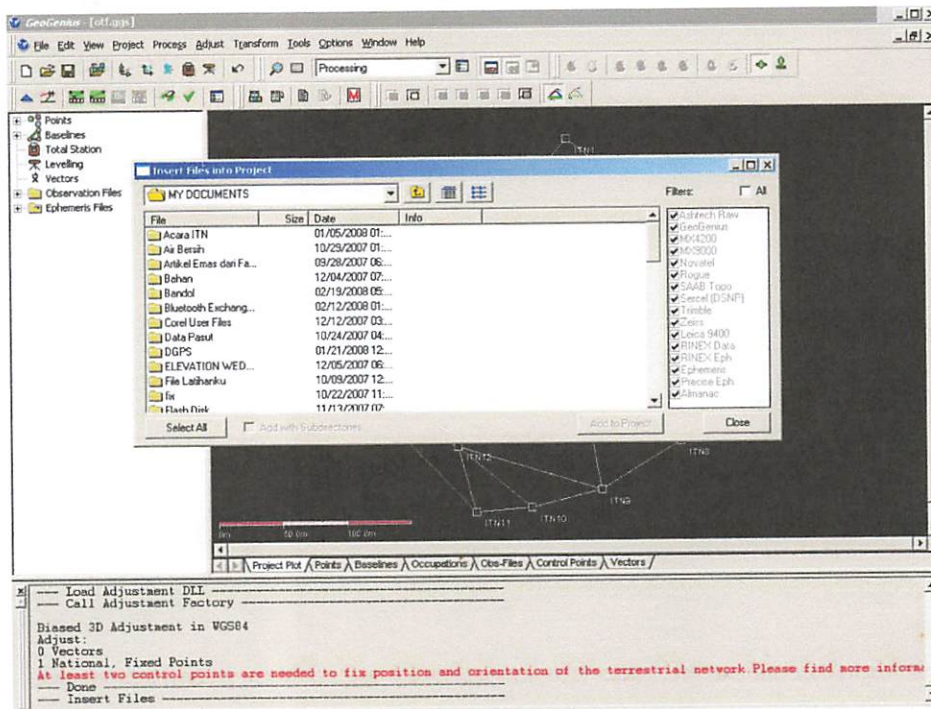 GeoGenius - [otf.ggs]
File Edit View Project Process Adjust Transform Tools Options Window Help
Processing
Points
Baselines
Total Station
Levelling
Vectors
Observation Files
Ephemeris Files
ITN1
Insert Files into Project
MY DOCUMENTS
Filters: All
File Size Date Info
Acara ITN 01/05/2008 01:...
Air Bersih 10/29/2007 01:...
Artikel Emas dari Fa... 09/28/2007 06:...
Bahan 12/04/2007 07:...
Bandol 02/19/2008 05:...
Bluetooth Exchang... 02/12/2008 01:...
Corel User Files 12/12/2007 03:...
Data Pasut 10/24/2007 04:...
DGPS 01/21/2008 12:...
ELEVATION WED... 12/05/2007 06:...
File Latihanku 10/09/2007 12:...
fix 10/22/2007 11:...
Flash Disk 11/13/2007 07:...
Ashtech Raw
GeoGenius
MX4200
MX9000
Novatel
Rogue
SAAB Topo
Sercel (DSNP)
Trimble
Zeiss
Leica 9400
RINEX Data
RINEX Eph
Ephemeris
Precise Eph
Almanac
Select All Add with Subdirectories Add to Project Close
ITN12
ITN8
ITN9
ITN11 ITN10
0m 50.0m 100.0m
Project Plot Points Baselines Occupations Obs-Files Control Points Vectors
--- Load Adjustment DLL ---
--- Call Adjustment Factory ---
Biased 3D Adjustment in WGS84
Adjust:
0 Vectors
1 National, Fixed Points
At least two control points are needed to fix position and orientation of the terrestrial network.Please find more informa
--- Done ---
--- Insert Files ---